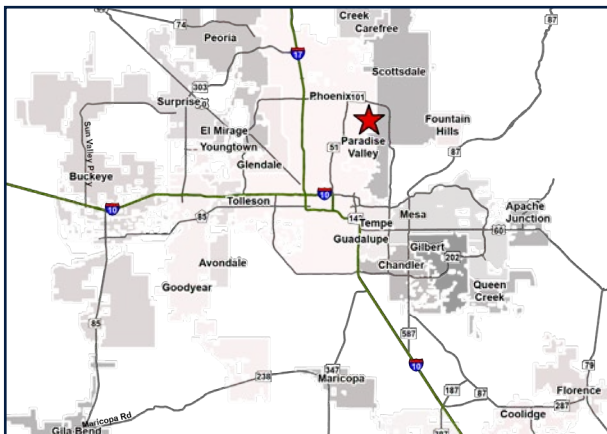 Creek
Carefree
74
Peoria
87
17
Scottsdale
303
Surprise
Phoenix
101
El Mirage
Fountain
Hills
Sun Valley Pkwy
Youngtown
51
Paradise
Valley
Glendale
87
Buckeye
10
10
Tolleson
85
Mesa
Apache
Junction
Tempe
60
Guadalupe
Gilbert
202
Avondale
Chandler
Goodyear
Queen
Creek
85
587
10
347
79
238
Maricopa
187
87
Florence
287
Maricopa Rd
Coolidge
Gila Bend